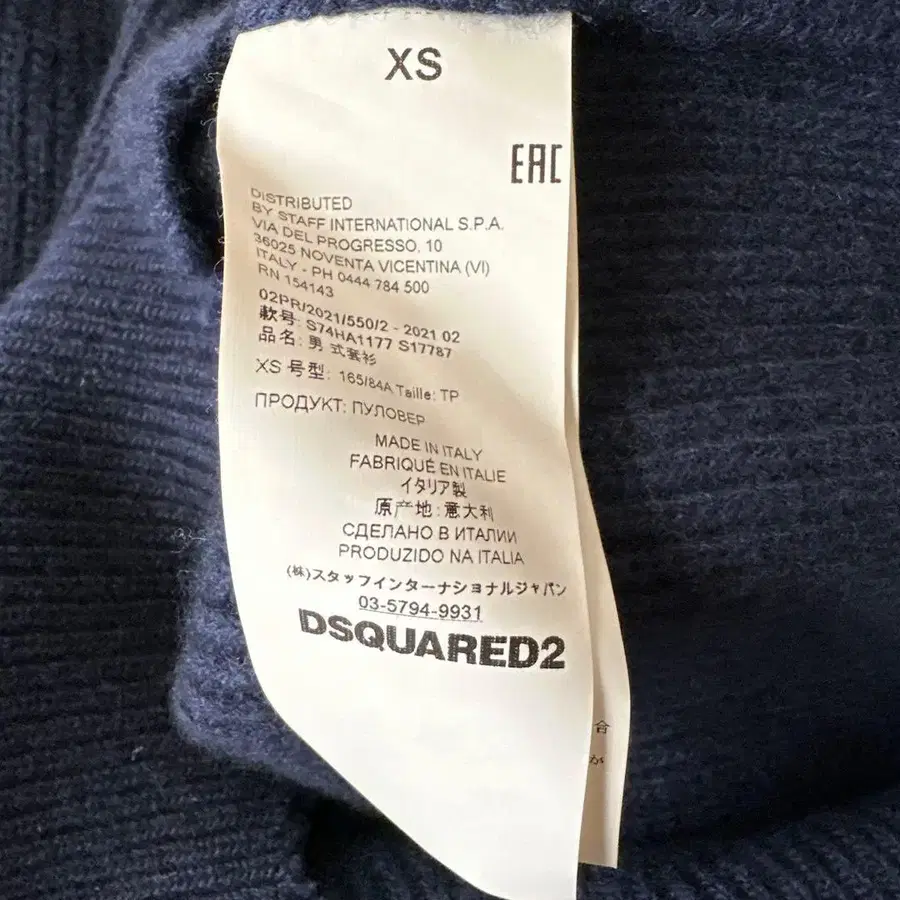 XS
EAC
DISTRIBUTED
BY STAFF INTERNATIONAL S.P.A.
VIA DEL PROGRESSO, 10
36025 NOVENTA VICENTINA (VI)
ITALY - PH 0444 784 500
RN 154143
02PR/2021/550/2 - 2021 02
款号: S74HA1177 S17787
品名: 男 式套衫
XS 号型: 165/84A Taille: TP
ПРОДУКТ: ПУЛОВЕР
MADE IN ITALY
FABRIQUÉ EN ITALIE
イタリア製
原产地: 意大利
СДЕЛАНО В ИТАЛИИ
PRODUZIDO NA ITALIA
(株)スタッフインターナショナルジャパン
03-5794-9931
DSQUARED2
合
が